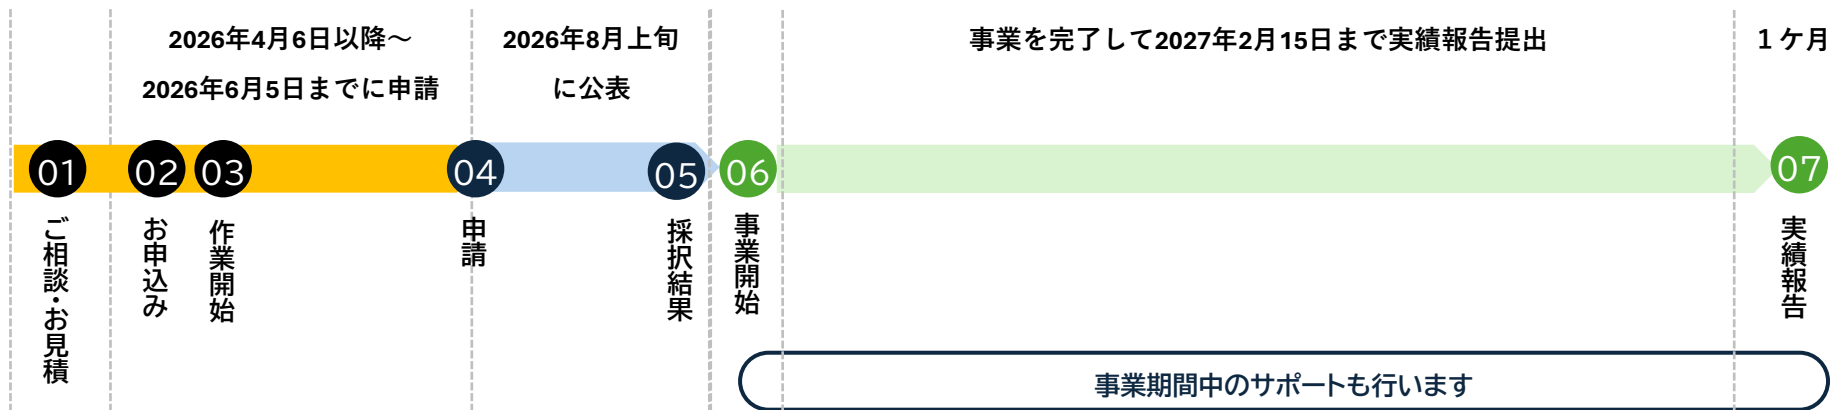 2026年4月6日以降～
2026年6月5日までに申請
2026年8月上旬
に公表
事業を完了して2027年2月15日まで実績報告提出
１ケ月
01
02
03
04
05
06
07
ご相談・お見積
お申込み
作業開始
申請
採択結果
事業開始
実績報告
事業期間中のサポートも行います